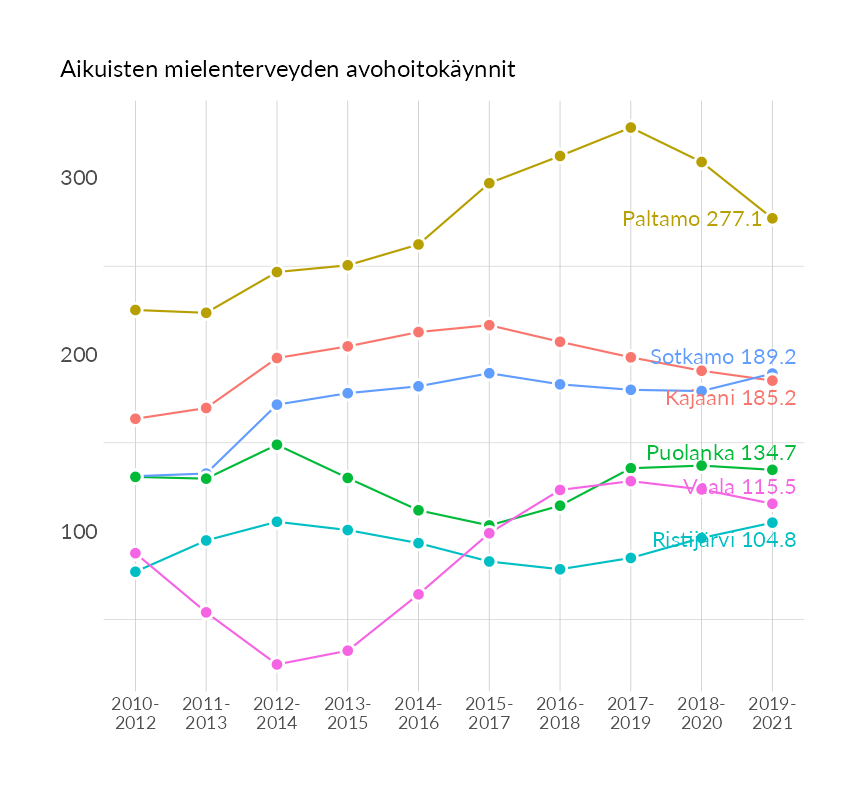 Aikuisten mielenterveyden avohoitokäynnit
300
Paltamo 277.1
200
Sotkamo 189.2
Kajaani 185.2
Puolanka 134.7
Vaala 115.5
100
Ristijärvi 104.8
2010- 2011- 2012- 2013- 2014- 2015- 2016- 2017- 2018- 2019-
2012 2013 2014 2015 2016 2017 2018 2019 2020 2021